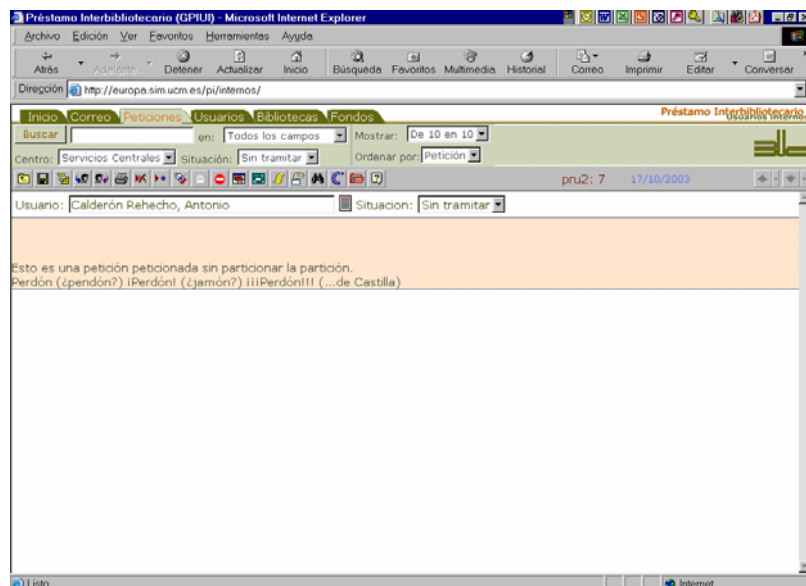 Préstamo Interbibliotecario (GPIUI) - Microsoft Internet Explorer
Archivo Edición Ver Favoritos Herramientas Ayuda
Atrás Adelante Detener Actualizar Inicio Búsqueda Favoritos Multimedia Historial Correo Imprimir Editar Conversar
Dirección http://europa.sim.ucm.es/pi/internos/
Inicio Correo Peticiones Usuarios Bibliotecas Fondos Préstamo Interbibliotecario
Usuarios Internos
Buscar en: Todos los campos Mostrar: De 10 en 10
Centro: Servicios Centrales Situación: Sin tramitar Ordenar por: Petición
pru2: 7 17/10/2003
Usuario: Calderón Rehecho, Antonio Situacion: Sin tramitar
Esto es una petición peticionada sin particionar la partición.
Perdón (¿pendón?) ¡Perdón! (¿jamón?) ¡¡¡Perdón!!! (...de Castilla)
Listo Internet